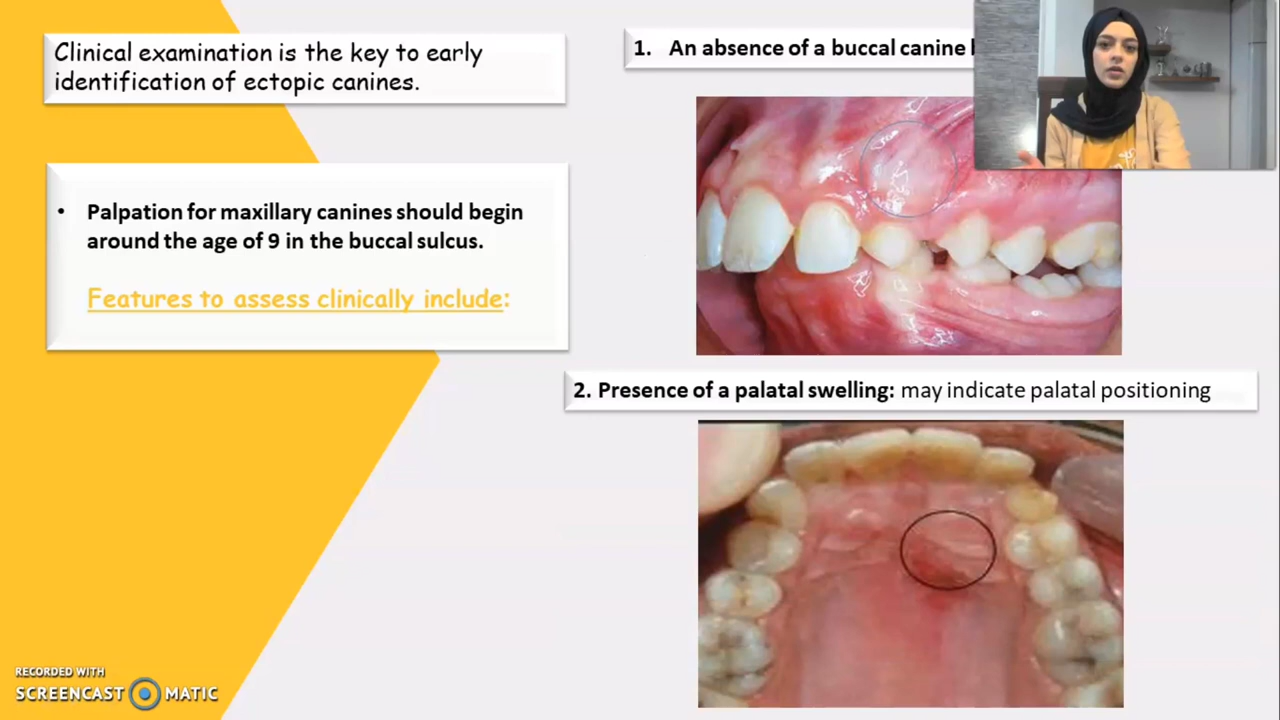 Clinical examination is the key to early
identification of ectopic canines.
• Palpation for maxillary canines should begin
around the age of 9 in the buccal sulcus.
Features to assess clinically include:
1. An absence of a buccal canine
2. Presence of a palatal swelling: may indicate palatal positioning
RECORDED WITH
SCREENCAST MATIC